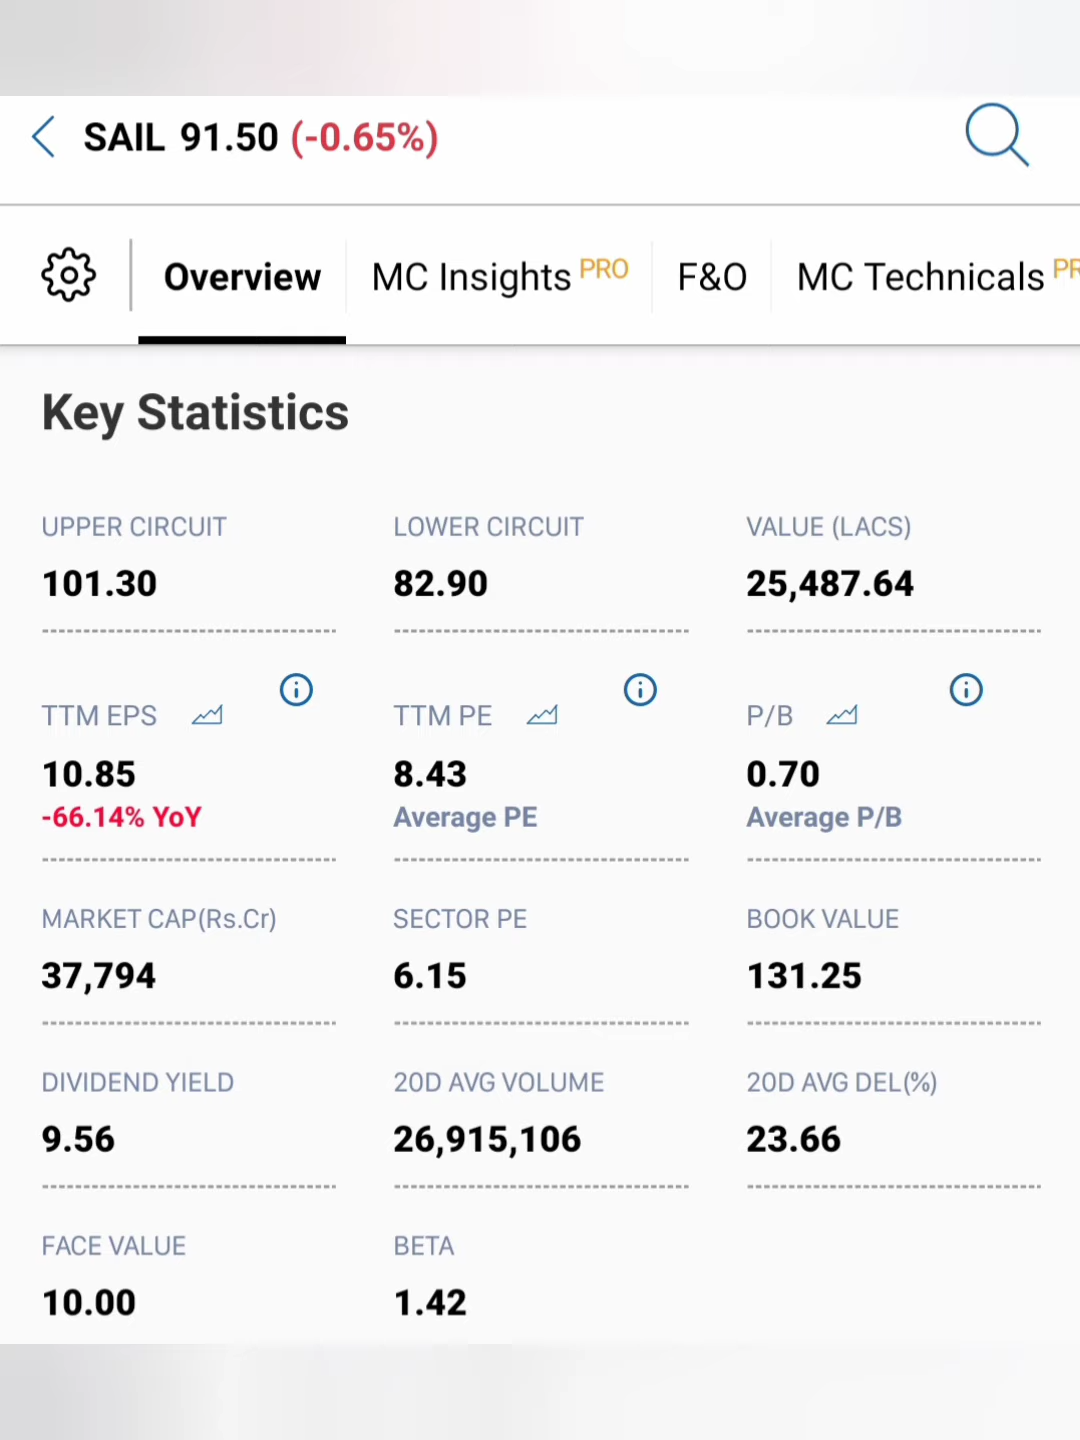 SAIL 91.50 (-0.65%)
Overview MC Insights PRO F&O MC Technicals PR
Key Statistics
UPPER CIRCUIT LOWER CIRCUIT VALUE (LACS)
101.30 82.90 25,487.64
TTM EPS TTM PE P/B
10.85 8.43 0.70
-66.14% YoY Average PE Average P/B
MARKET CAP(Rs.Cr) SECTOR PE BOOK VALUE
37,794 6.15 131.25
DIVIDEND YIELD 20D AVG VOLUME 20D AVG DEL(%)
9.56 26,915,106 23.66
FACE VALUE BETA
10.00 1.42